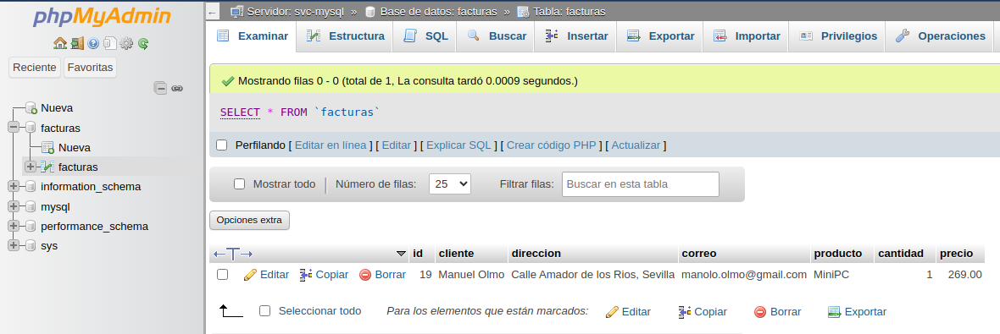 phpMyAdmin
Reciente Favoritas
Nueva
facturas
Nueva
facturas
information_schema
mysql
performance_schema
sys
← Servidor: svc-mysql » Base de datos: facturas » Tabla: facturas
Examinar Estructura SQL Buscar Insertar Exportar Importar Privilegios Operaciones
Mostrando filas 0 - 0 (total de 1, La consulta tardó 0.0009 segundos.)
SELECT * FROM `facturas`
Perfilando [ Editar en línea ] [ Editar ] [ Explicar SQL ] [ Crear código PHP ] [ Actualizar ]
Mostrar todo Número de filas: 25 Filtrar filas: Buscar en esta tabla
Opciones extra
←T→ id cliente direccion correo producto cantidad precio
Editar Copiar Borrar 19 Manuel Olmo Calle Amador de los Rios, Sevilla manolo.olmo@gmail.com MiniPC 1 269.00
Seleccionar todo Para los elementos que están marcados: Editar Copiar Borrar Exportar